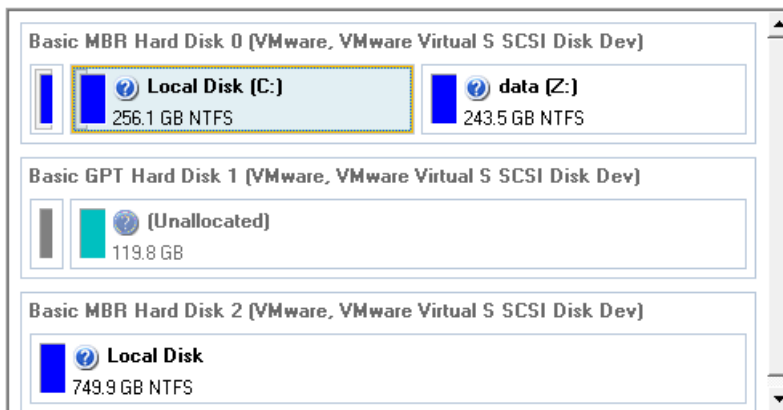 Basic MBR Hard Disk 0 (VMware, VMware Virtual S SCSI Disk Dev)
Local Disk (C:)
256.1 GB NTFS
data (Z:)
243.5 GB NTFS
Basic GPT Hard Disk 1 (VMware, VMware Virtual S SCSI Disk Dev)
(Unallocated)
119.8 GB
Basic MBR Hard Disk 2 (VMware, VMware Virtual S SCSI Disk Dev)
Local Disk
749.9 GB NTFS